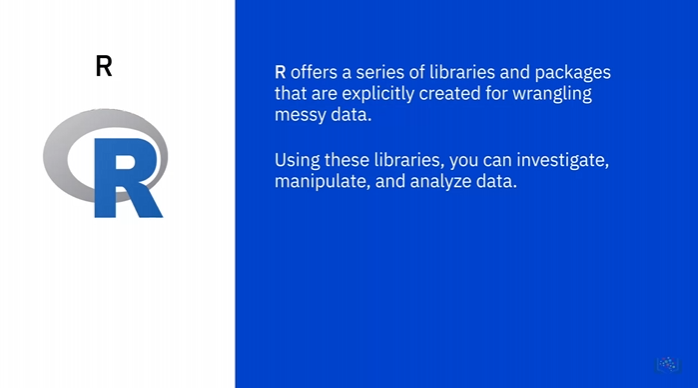 R
R
R offers a series of libraries and packages
that are explicitly created for wrangling
messy data.
Using these libraries, you can investigate,
manipulate, and analyze data.